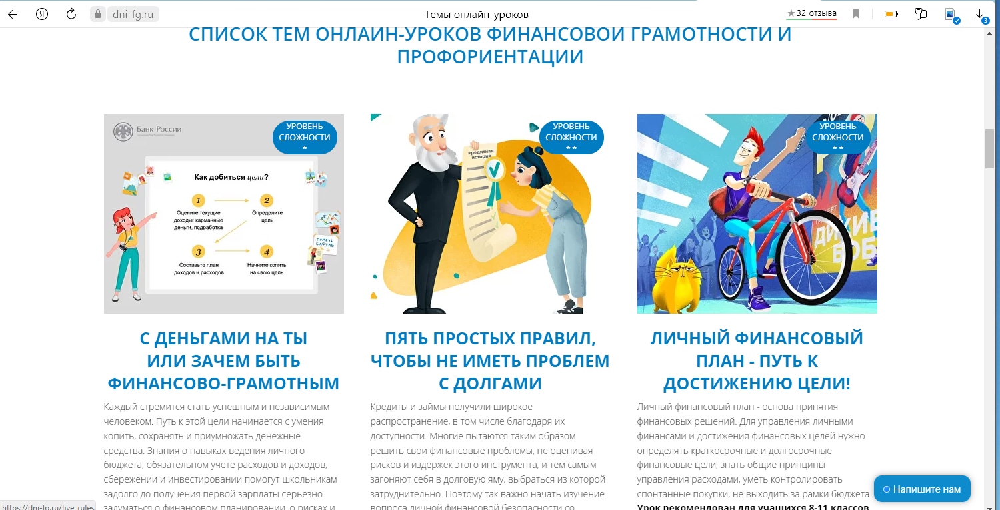 dni-fg.ru
Темы онлайн-уроков
32 отзыва
3
СПИСОК ТЕМ ОНЛАЙН-УРОКОВ ФИНАНСОВОЙ ГРАМОТНОСТИ И
ПРОФОРИЕНТАЦИИ
Банк России
УРОВЕНЬ
СЛОЖНОСТИ
*
Как добиться цели?
1
2
Оцените текущие
доходы: карманные
деньги, подработка
Определите
цель
3
4
Составьте план
доходов и расходов
Начните копить
на свою цель
ПОМОЧЬ
БАБУЛЕ
УРОВЕНЬ
СЛОЖНОСТИ
* *
кредитная
история
УРОВЕНЬ
СЛОЖНОСТИ
* *
ДИКИЕ
БОБ
С ДЕНЬГАМИ НА ТЫ
ИЛИ ЗАЧЕМ БЫТЬ
ФИНАНСОВО-ГРАМОТНЫМ
Каждый стремится стать успешным и независимым
человеком. Путь к этой цели начинается с умения
копить, сохранять и приумножать денежные
средства. Знания о навыках ведения личного
бюджета, обязательном учете расходов и доходов,
сбережении и инвестировании помогут школьникам
задолго до получения первой зарплаты серьезно
задуматься о финансовом планировании, о рисках и
ПЯТЬ ПРОСТЫХ ПРАВИЛ,
ЧТОБЫ НЕ ИМЕТЬ ПРОБЛЕМ
С ДОЛГАМИ
Кредиты и займы получили широкое
распространение, в том числе благодаря их
доступности. Многие пытаются таким образом
решить свои финансовые проблемы, не оценивая
рисков и издержек этого инструмента, и тем самым
загоняют себя в долговую яму, выбраться из которой
затруднительно. Поэтому так важно начать изучение
вопроса личной финансовой безопасности со
ЛИЧНЫЙ ФИНАНСОВЫЙ
ПЛАН - ПУТЬ К
ДОСТИЖЕНИЮ ЦЕЛИ!
Личный финансовый план - основа принятия
финансовых решений. Для управления личными
финансами и достижения финансовых целей нужно
определять краткосрочные и долгосрочные
финансовые цели, знать общие принципы
управления расходами, уметь контролировать
спонтанные покупки, не выходить за рамки бюджета.
Урок рекомендован для учащихся 8-11 классов
Напишите нам
https://dni-fg.ru/five_rules